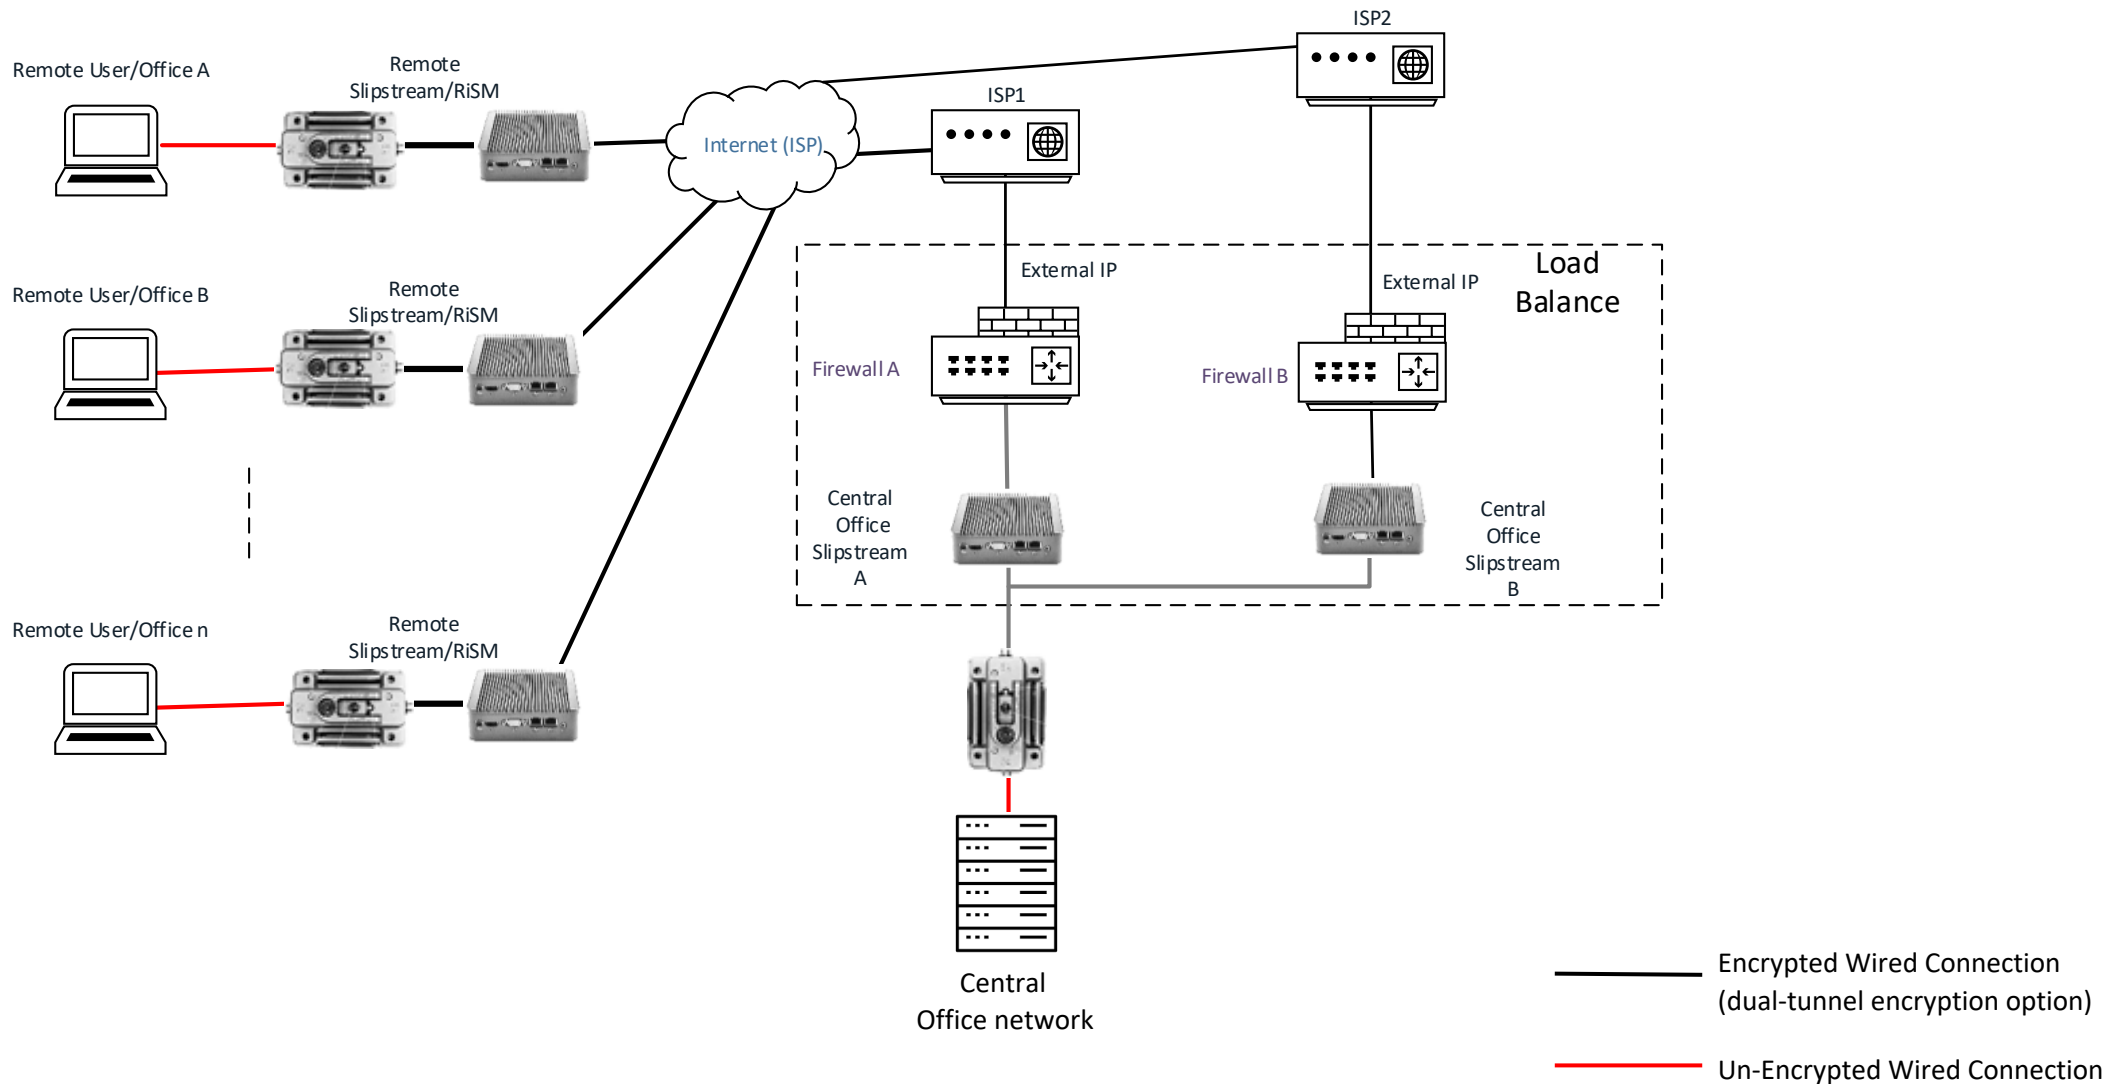 ISP2
Remote User/Office A
Remote
Slipstream/RiSM
ISP1
Internet (ISP)
External IP
External IP
Load
Balance
Remote User/Office B
Remote
Slipstream/RiSM
Firewall A
Firewall B
Central
Office
Slipstream
A
Central
Office
Slipstream
B
Remote User/Office n
Remote
Slipstream/RiSM
Central
Office network
Encrypted Wired Connection
(dual-tunnel encryption option)
Un-Encrypted Wired Connection